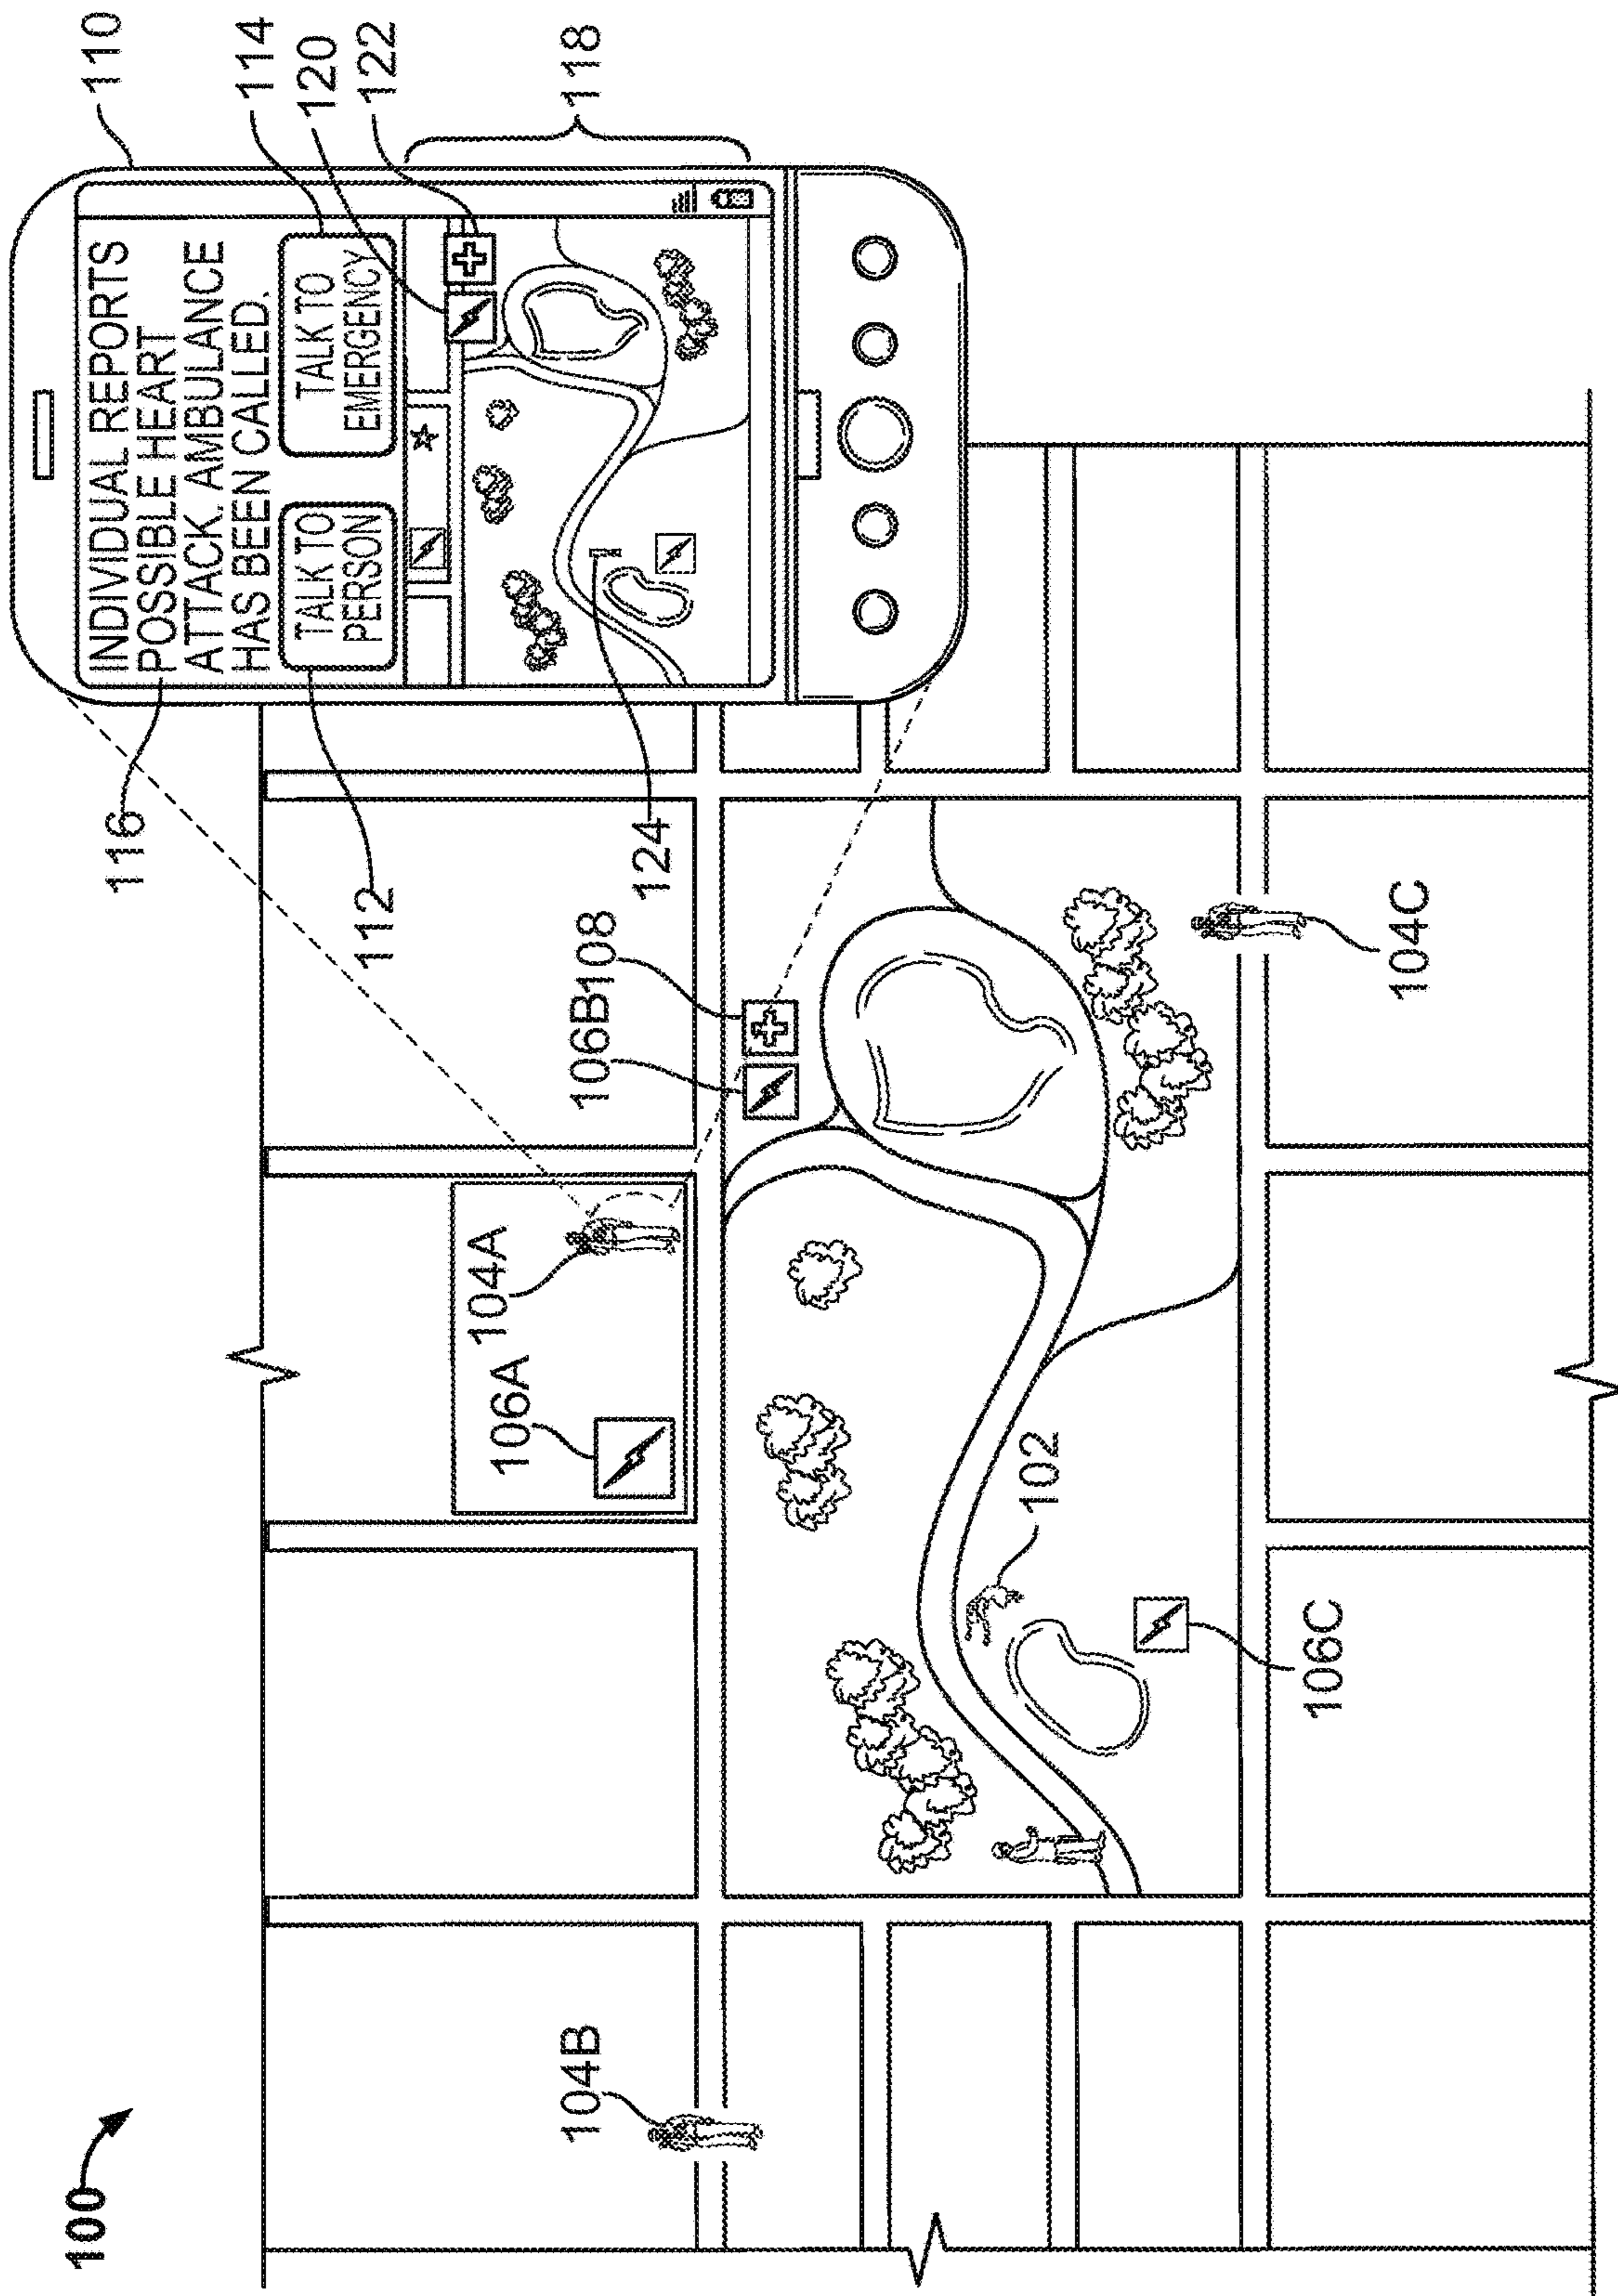 100
110
114
120
122
118
INDIVIDUAL REPORTS
POSSIBLE HEART
ATTACK. AMBULANCE
HAS BEEN CALLED.
TALK TO
PERSON
TALK TO
EMERGENCY
116
112
124
106B
108
104A
106A
102
104B
104C
106C